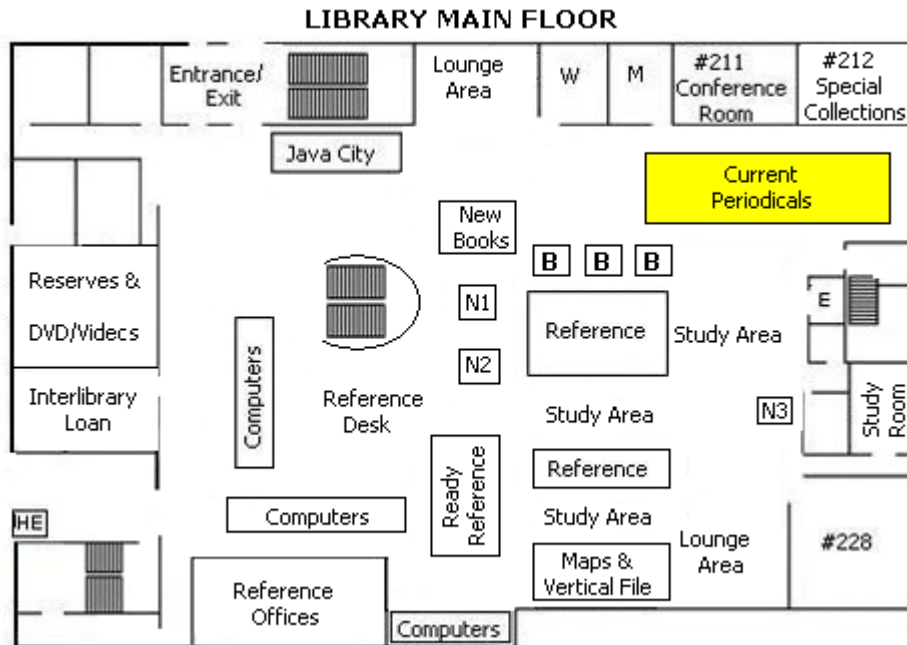 LIBRARY MAIN FLOOR
Entrance/
Exit
Lounge
Area
W
M
#211
Conference
Room
#212
Special
Collections
Java City
Current
Periodicals
New
Books
B
B
B
Reserves &
DVD/Videcs
N1
E
Reference
Study Area
N2
Interlibrary
Loan
Computers
Reference
Desk
Study Area
N3
Study
Room
Ready
Reference
Reference
HE
Computers
Study Area
Lounge
Area
#228
Maps &
Vertical File
Reference
Offices
Computers